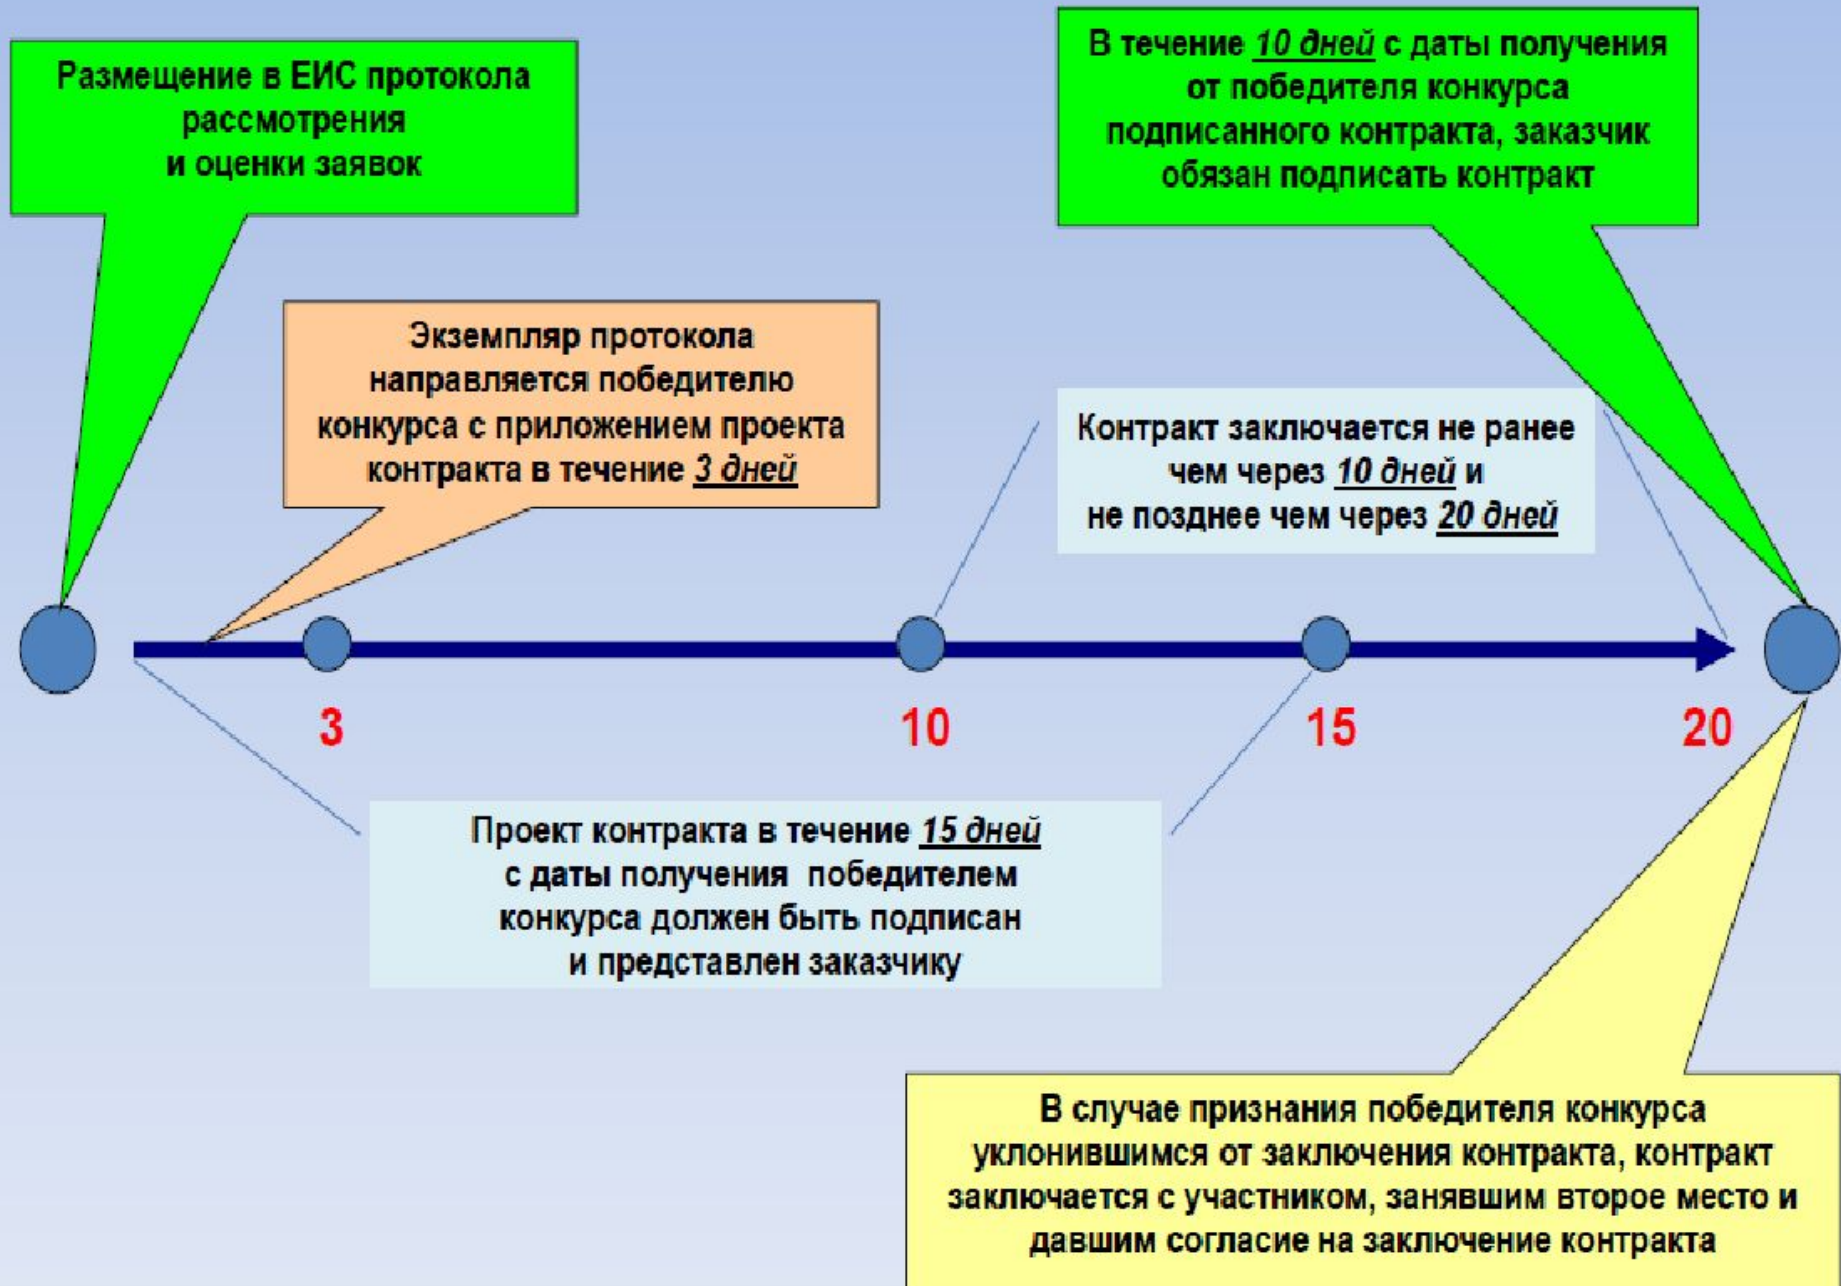 Размещение в ЕИС протокола
рассмотрения
и оценки заявок
В течение 10 дней с даты получения
от победителя конкурса
подписанного контракта, заказчик
обязан подписать контракт
Экземпляр протокола
направляется победителю
конкурса с приложением проекта
контракта в течение 3 дней
Контракт заключается не ранее
чем через 10 дней и
не позднее чем через 20 дней
3
10
15
20
Проект контракта в течение 15 дней
с даты получения победителем
конкурса должен быть подписан
и представлен заказчику
В случае признания победителя конкурса
уклонившимся от заключения контракта, контракт
заключается с участником, занявшим второе место и
давшим согласие на заключение контракта